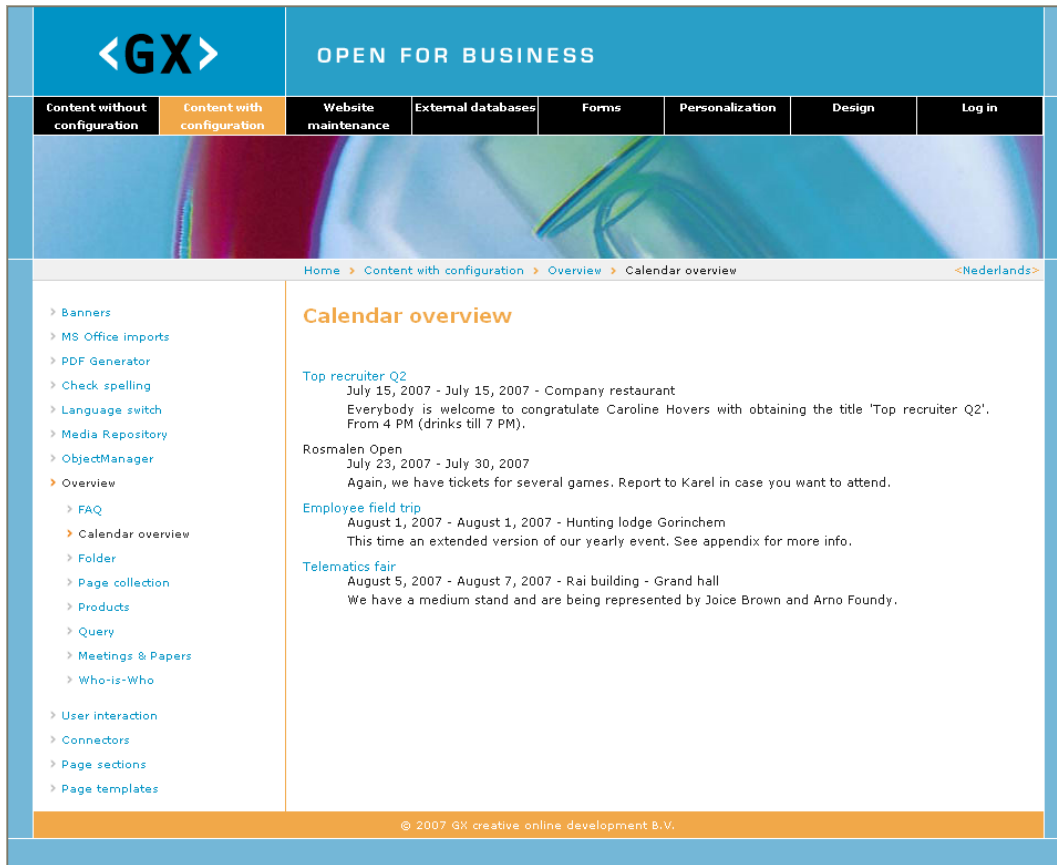 <GX>
OPEN FOR BUSINESS
Content without configuration
Content with configuration
Website maintenance
External databases
Forms
Personalization
Design
Log in
Home > Content with configuration > Overview > Calendar overview
<Nederlands>
> Banners
> MS Office imports
> PDF Generator
> Check spelling
> Language switch
> Media Repository
> ObjectManager
> Overview
> FAQ
> Calendar overview
> Folder
> Page collection
> Products
> Query
> Meetings & Papers
> Who-is-Who
> User interaction
> Connectors
> Page sections
> Page templates
Calendar overview
Top recruiter Q2
July 15, 2007 - July 15, 2007 - Company restaurant
Everybody is welcome to congratulate Caroline Hovers with obtaining the title 'Top recruiter Q2'.
From 4 PM (drinks till 7 PM).
Rosmalen Open
July 23, 2007 - July 30, 2007
Again, we have tickets for several games. Report to Karel in case you want to attend.
Employee field trip
August 1, 2007 - August 1, 2007 - Hunting lodge Gorinchem
This time an extended version of our yearly event. See appendix for more info.
Telematics fair
August 5, 2007 - August 7, 2007 - Rai building - Grand hall
We have a medium stand and are being represented by Joice Brown and Arno Foundy.
© 2007 GX creative online development B.V.